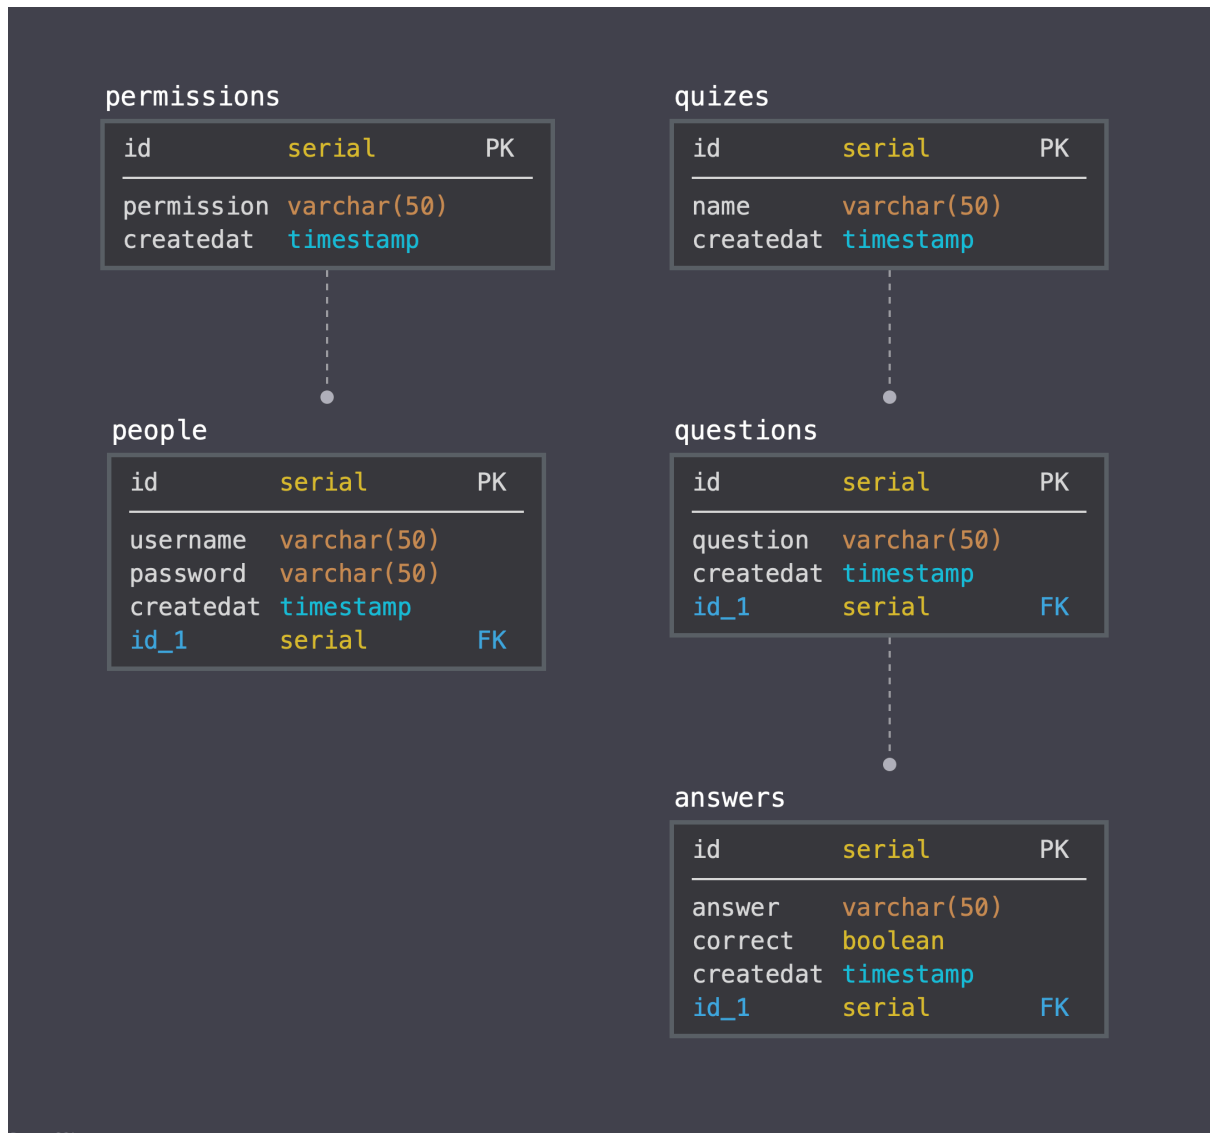 permissions
id serial PK
permission varchar(50)
createdat timestamp
people
id serial PK
username varchar(50)
password varchar(50)
createdat timestamp
id_1 serial FK
quizes
id serial PK
name varchar(50)
createdat timestamp
questions
id serial PK
question varchar(50)
createdat timestamp
id_1 serial FK
answers
id serial PK
answer varchar(50)
correct boolean
createdat timestamp
id_1 serial FK